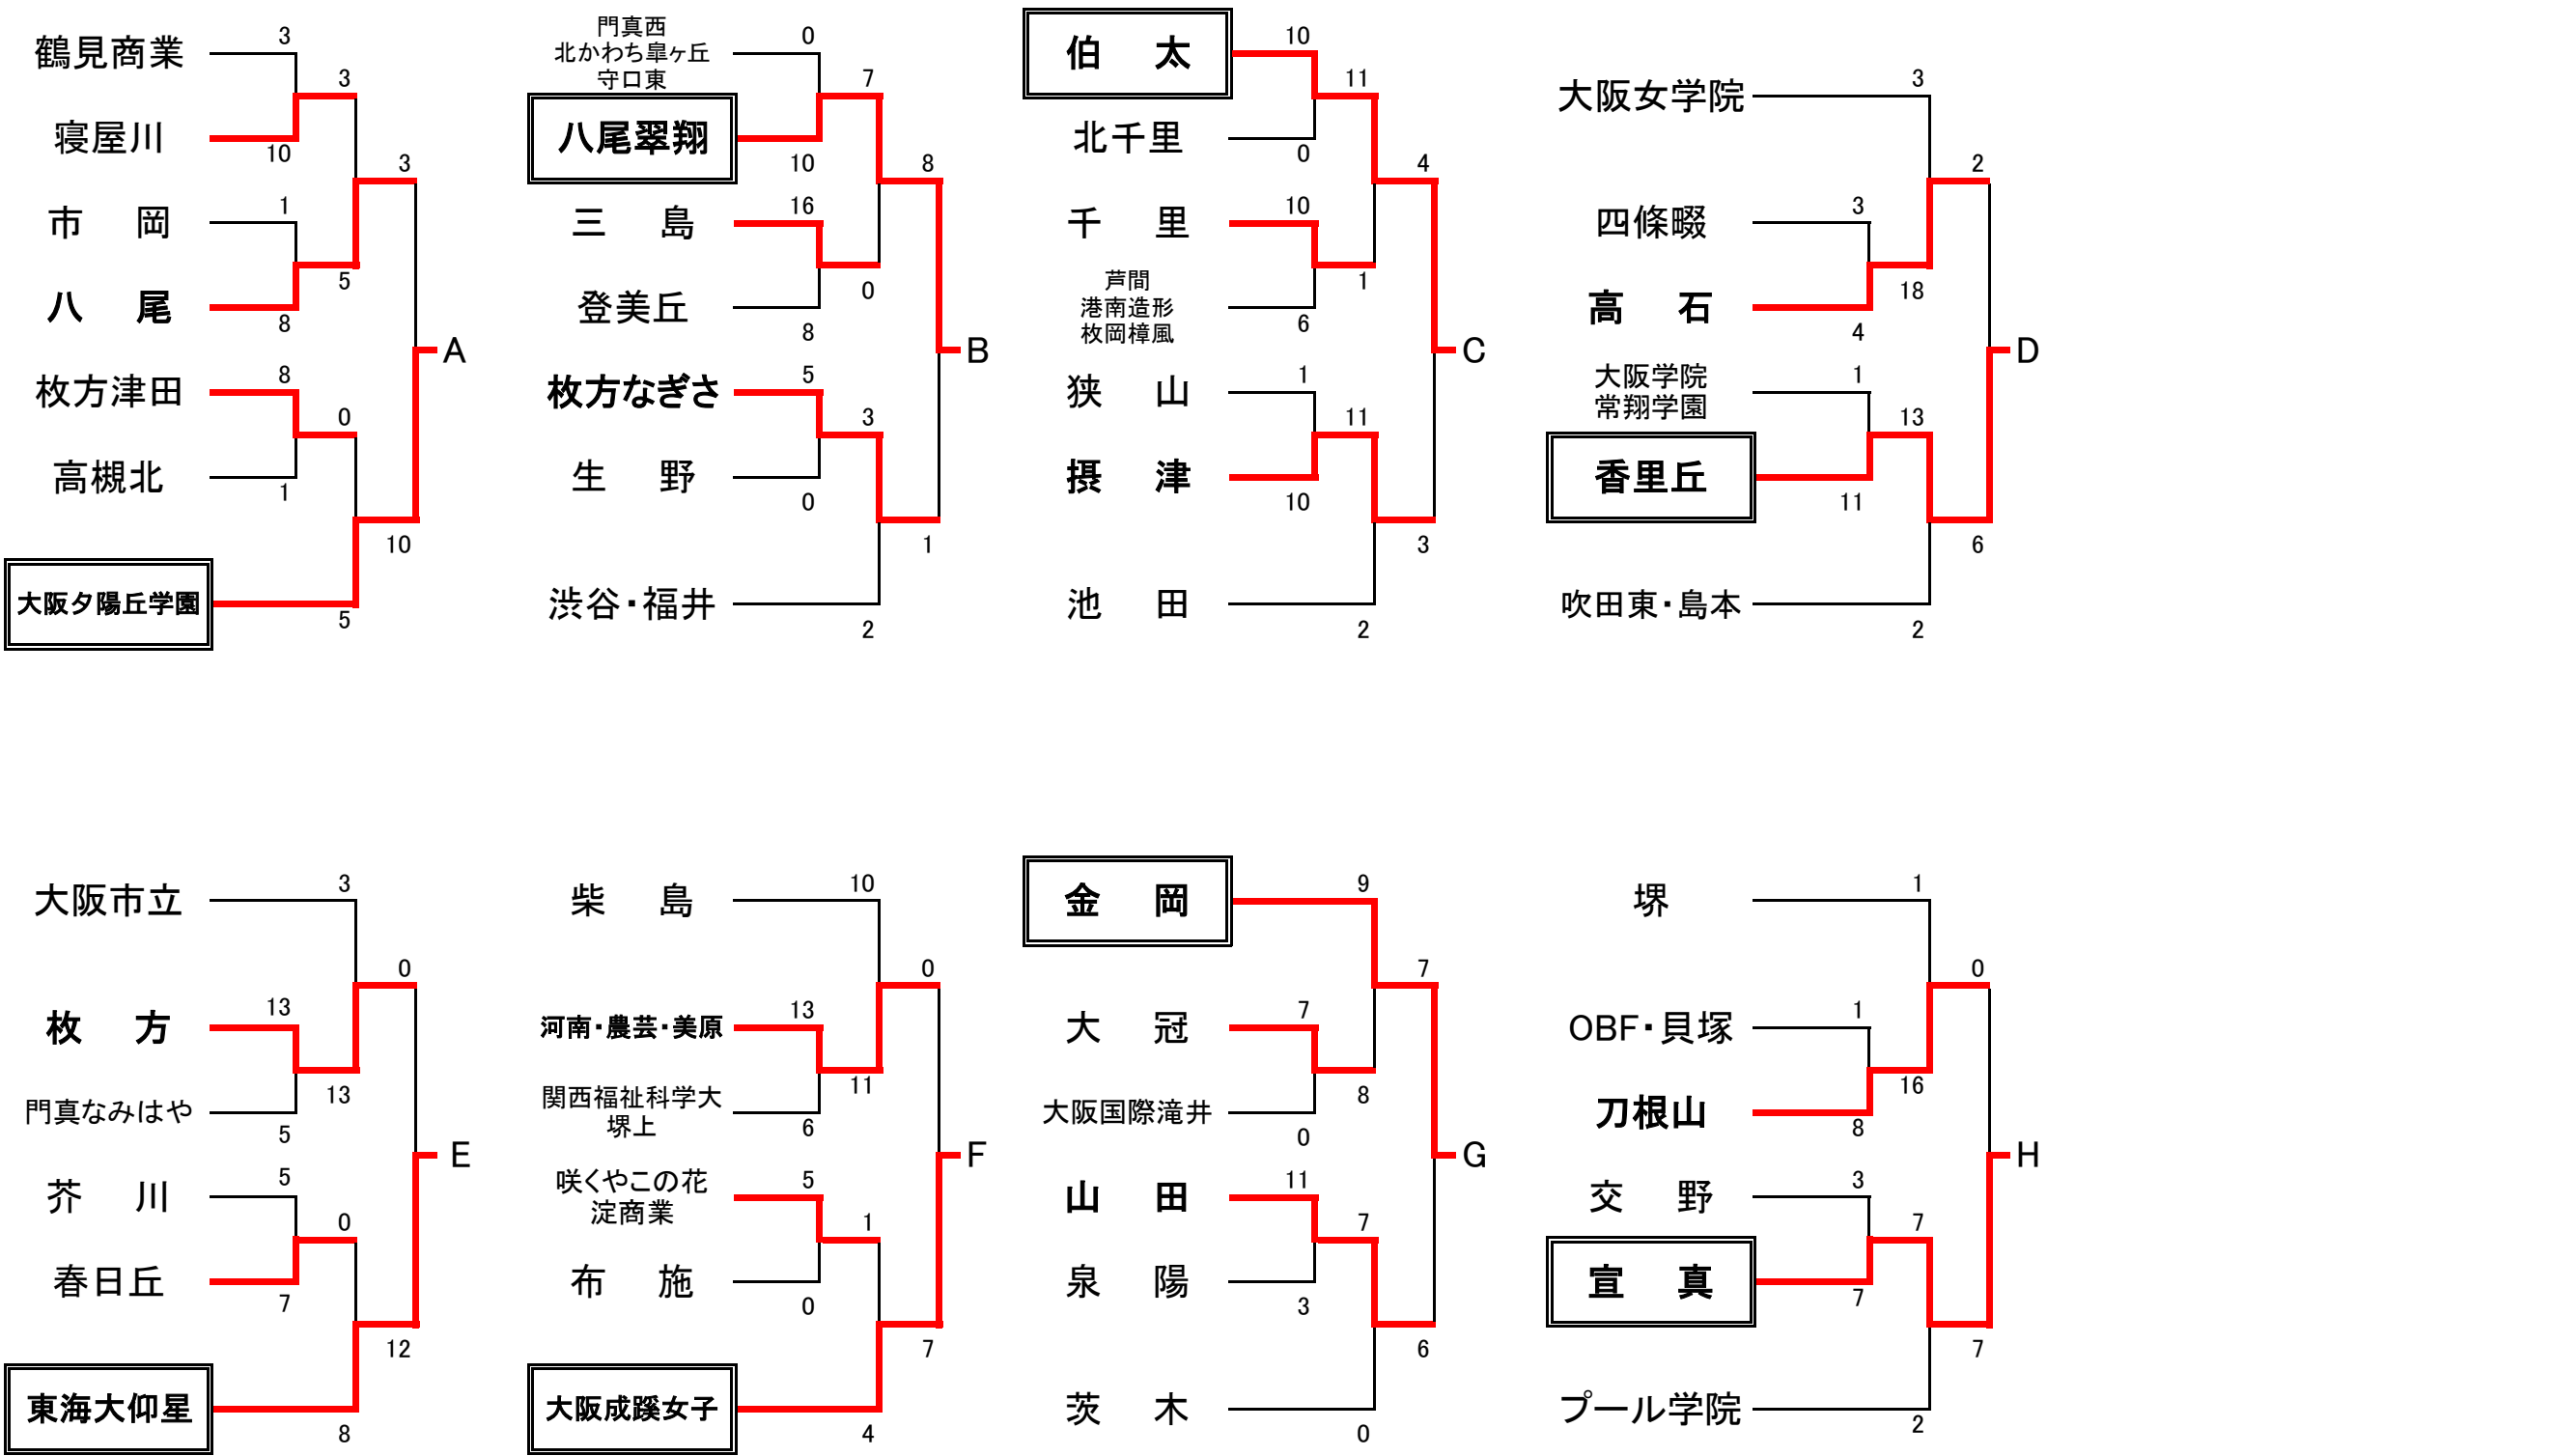 鶴見商業
3
3
寝屋川
10
3
市　岡
1
5
八　尾
8
A
枚方津田
8
0
高槻北
1
10
大阪夕陽丘学園
5
門真西
北かわち皐ヶ丘
守口東
0
7
八尾翠翔
10
8
三　島
16
0
登美丘
8
B
枚方なぎさ
5
3
生　野
0
1
渋谷・福井
2
伯　太
10
11
北千里
0
4
千　里
10
1
芦間
港南造形
枚岡樟風
6
C
狭　山
1
11
摂　津
10
3
池　田
2
大阪女学院
3
2
四條畷
3
18
高　石
4
D
大阪学院
常翔学園
1
13
香里丘
11
6
吹田東・島本
2
大阪市立
3
0
枚　方
13
13
門真なみはや
5
E
芥　川
5
0
春日丘
7
12
東海大仰星
8
柴　島
10
0
河南・農芸・美原
13
11
関西福祉科学大
堺上
6
F
咲くやこの花
淀商業
5
1
布　施
0
7
大阪成蹊女子
4
金　岡
9
7
大　冠
7
8
大阪国際滝井
0
G
山　田
11
7
泉　陽
3
6
茨　木
0
堺
1
0
OBF・貝塚
1
16
刀根山
8
H
交　野
3
7
宣　真
7
7
プール学院
2